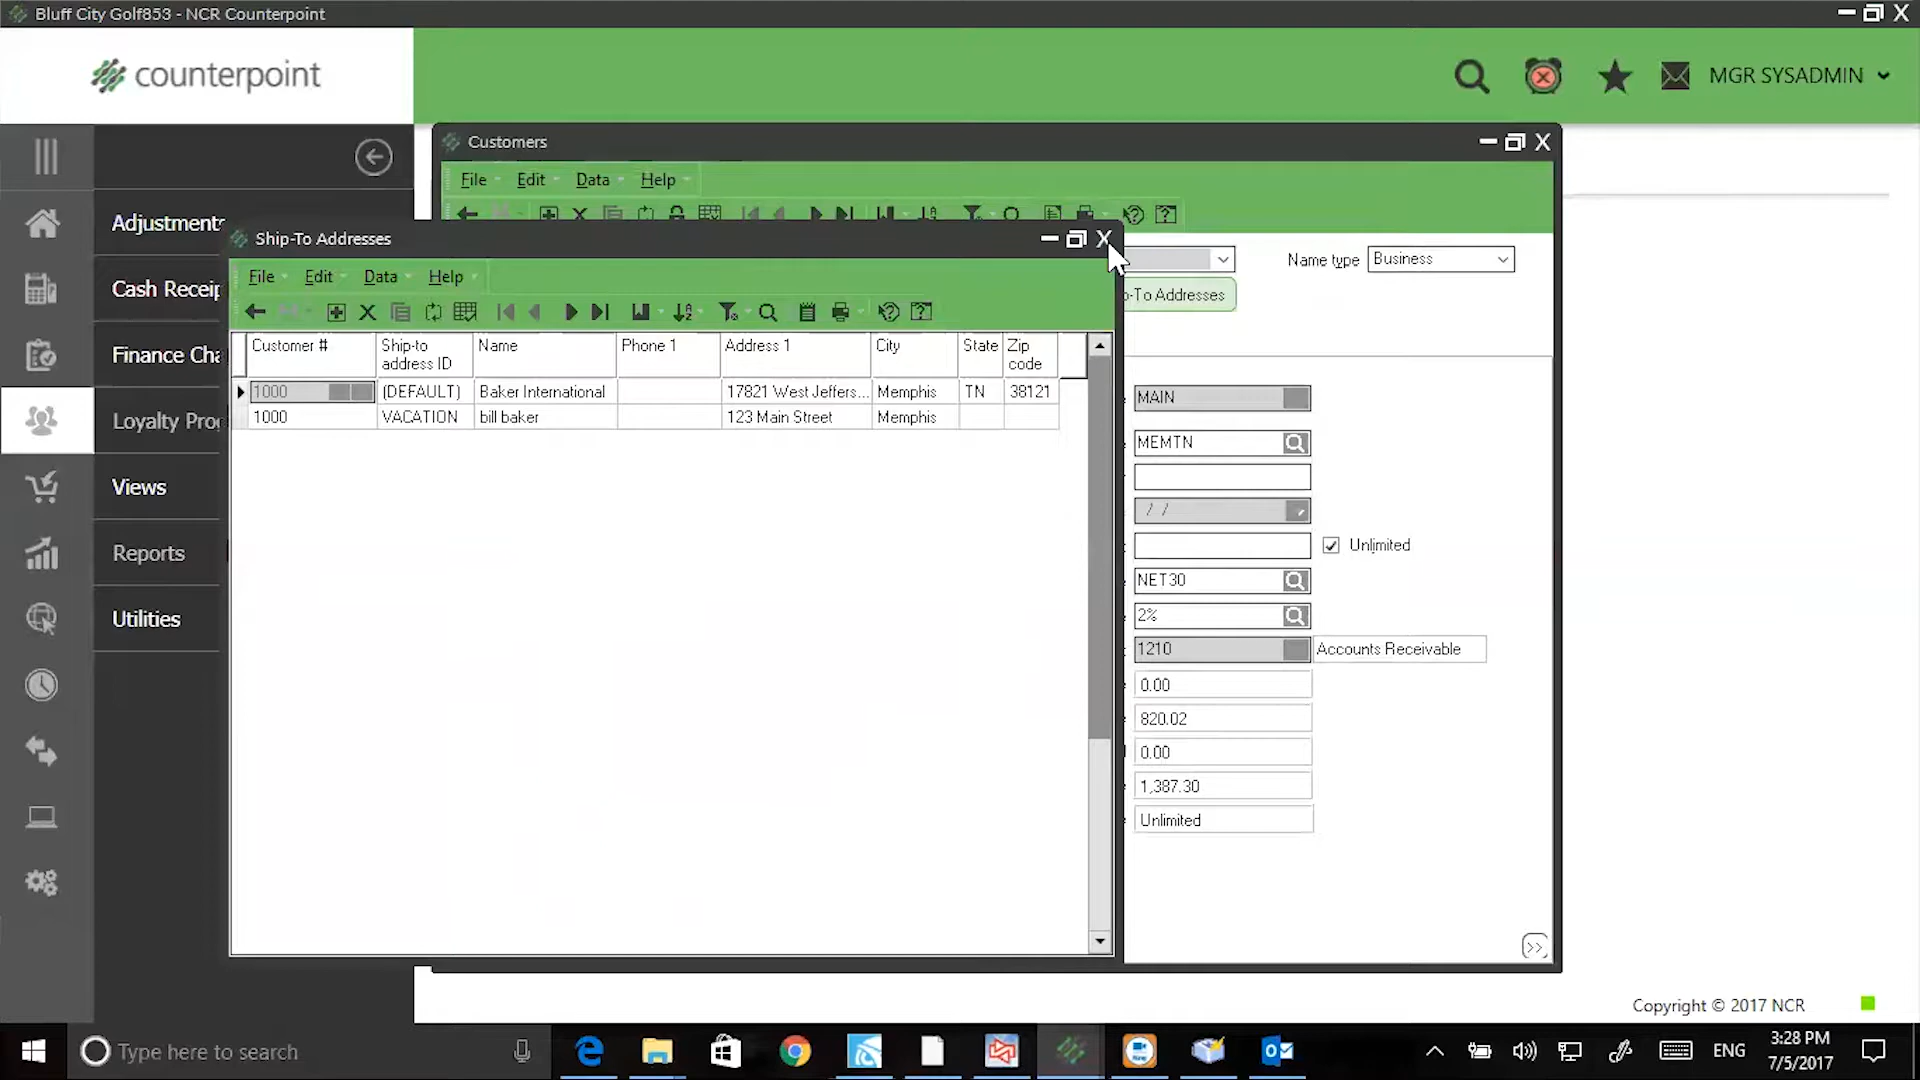 Bluff City Golf853 - NCR Counterpoint
counterpoint
MGR SYSADMIN
Customers
File Edit Data Help
Adjustments
Cash Receip
Finance Cha
Loyalty Pro
Views
Reports
Utilities
Ship-To Addresses
File Edit Data Help
Customer # Ship-to address ID Name Phone 1 Address 1 City State Zip code
1000 (DEFAULT) Baker International 17821 West Jeffers... Memphis TN 38121
1000 VACATION bill baker 123 Main Street Memphis
Name type Business
-To Addresses
MAIN
MEMTN
/ /
Unlimited
NET30
2%
1210 Accounts Receivable
0.00
820.02
0.00
1,387.30
Unlimited
Copyright © 2017 NCR
Type here to search
ENG
3:28 PM
7/5/2017